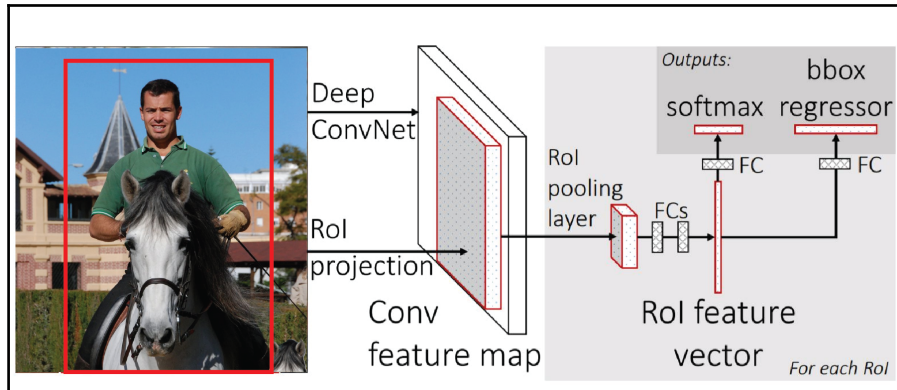 Deep
ConvNet
RoI
projection
Conv
feature map
RoI
pooling
layer
FCs
Outputs:
softmax
bbox
regressor
FC
FC
RoI feature
vector
For each RoI